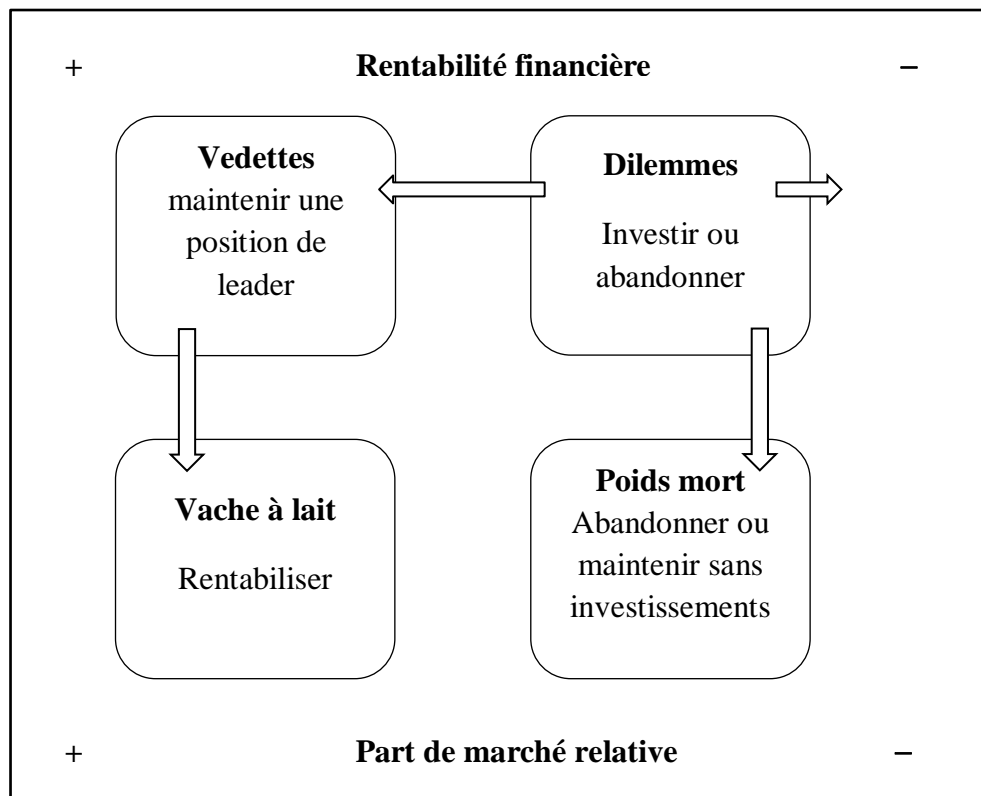 + Rentabilité financière –
Vedettes
maintenir une
position de
leader
Dilemmes
Investir ou
abandonner
Vache à lait
Rentabiliser
Poids mort
Abandonner ou
maintenir sans
investissements
+ Part de marché relative –